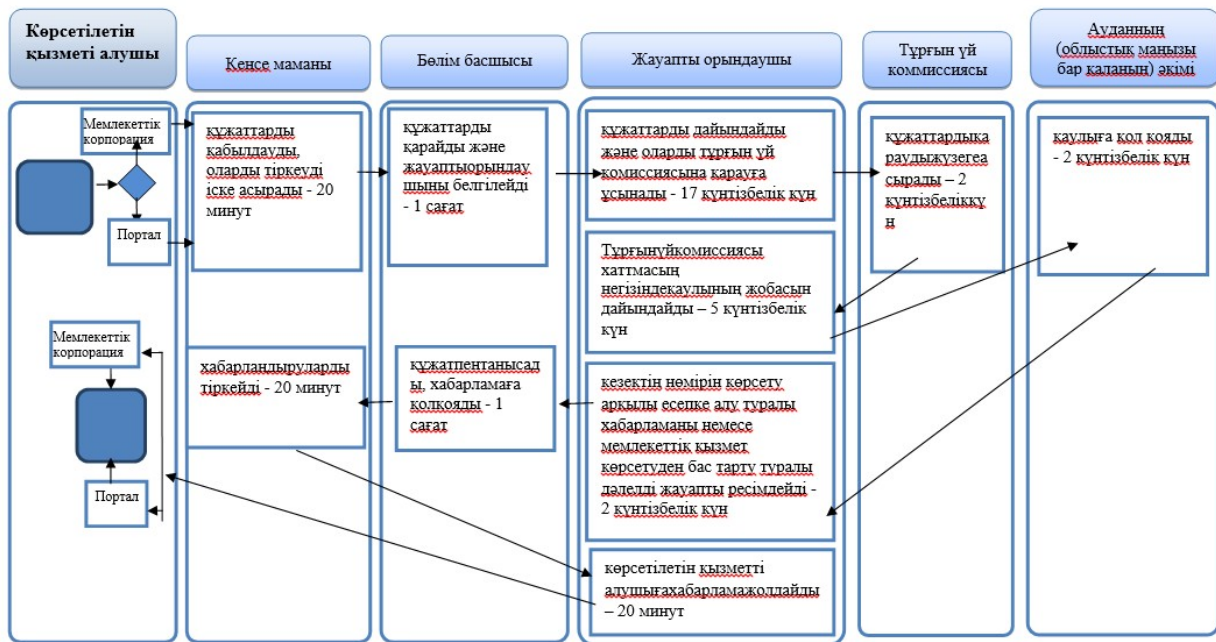 Көрсетілетін
қызметі алушы
Кеңсе маманы
Бөлім басшысы
Жауапты орындаушы
Тұрғын үй
коммиссиясы
Ауданның
(облыстық маңызы
бар қаланың) әкімі
Мемлекеттік
корпорация
Портал
құжаттарды
қабылдауды,
оларды тіркеуді
іске асырады - 20
минут
құжаттарды
қарайды және
жауаптыорындау
шыны белгілейді
- 1 сағат
құжаттарды дайындайды
және оларды тұрғын үй
комиссиясына қарауға
ұсынады - 17 күнтізбелік күн
құжаттардыка
раудыжүзегеа
сырады – 2
күнтізбеліккү
н
қаулыға қол қояды
- 2 күнтізбелік күн
Тұрғынүйкомиссиясы
хаттмасың
негізіндеқаулының жобасын
дайындайды – 5 күнтізбелік
күн
Мемлекеттік
корпорация
Портал
хабарландыруларды
тіркейді - 20 минут
құжатпентанысад
ы, хабарламаға
қолқояды - 1
сағат
кезектің нөмірін көрсету
арқылы есепке алу туралы
хабарламаны немесе
мемлекеттік қызмет
көрсетуден бас тарту туралы
дәлелді жауапты ресімдейді -
2 күнтізбелік күн
көрсетілетін қызметті
алушығахабарламажолдайды
– 20 минут